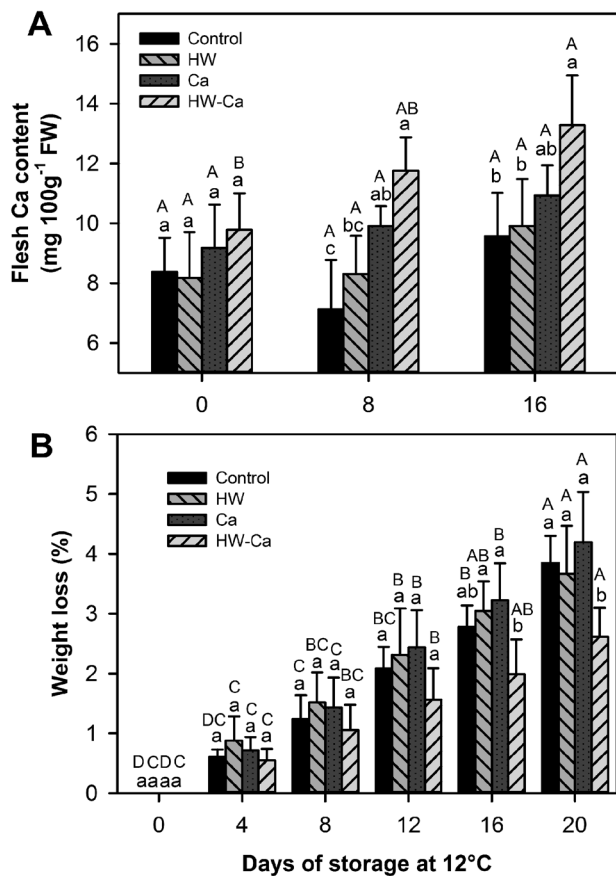 A
Control
HW
Ca
HW-Ca
Flesh Ca content
(mg 100g-1 FW)
16
14
12
10
8
6
A A A B
a a a a
A A A AB
c bc ab a
A A A A
b b ab a
0 8 16
B
Control
HW
Ca
HW-Ca
Weight loss (%)
6
5
4
3
2
1
0
D C D C
a a a a
DC C C C
a a a a
C BC C BC
a a a a
BC B B B
a a a a
B AB B AB
ab a a b
A A A A
a a a b
0 4 8 12 16 20
Days of storage at 12°C